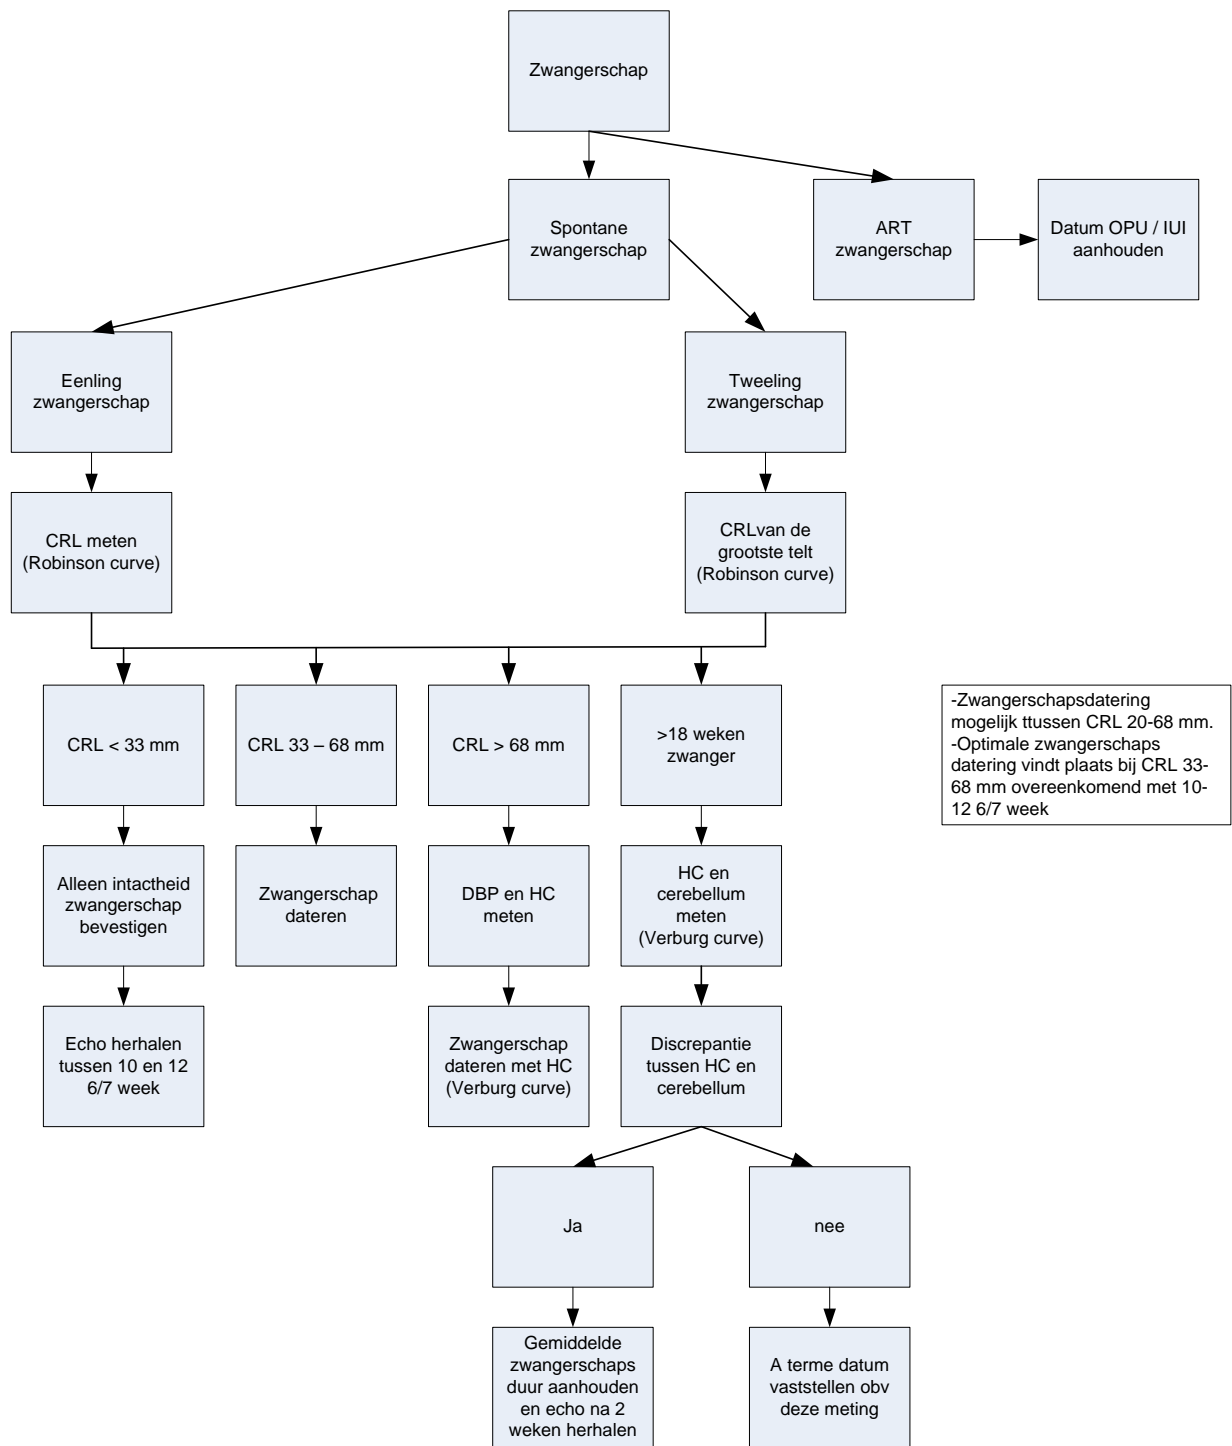 Zwangerschap
Spontane
zwangerschap
ART
zwangerschap
Datum OPU / IUI
aanhouden
Eenling
zwangerschap
Tweeling
zwangerschap
CRL meten
(Robinson curve)
CRLvan de
grootste telt
(Robinson curve)
CRL < 33 mm
CRL 33 – 68 mm
CRL > 68 mm
>18 weken
zwanger
-Zwangerschapsdatering
mogelijk ttussen CRL 20-68 mm.
-Optimale zwangerschaps
datering vindt plaats bij CRL 33-
68 mm overeenkomend met 10-
12 6/7 week
Alleen intactheid
zwangerschap
bevestigen
Zwangerschap
dateren
DBP en HC
meten
HC en
cerebellum
meten
(Verburg curve)
Echo herhalen
tussen 10 en 12
6/7 week
Zwangerschap
dateren met HC
(Verburg curve)
Discrepantie
tussen HC en
cerebellum
Ja
nee
Gemiddelde
zwangerschaps
duur aanhouden
en echo na 2
weken herhalen
A terme datum
vaststellen obv
deze meting